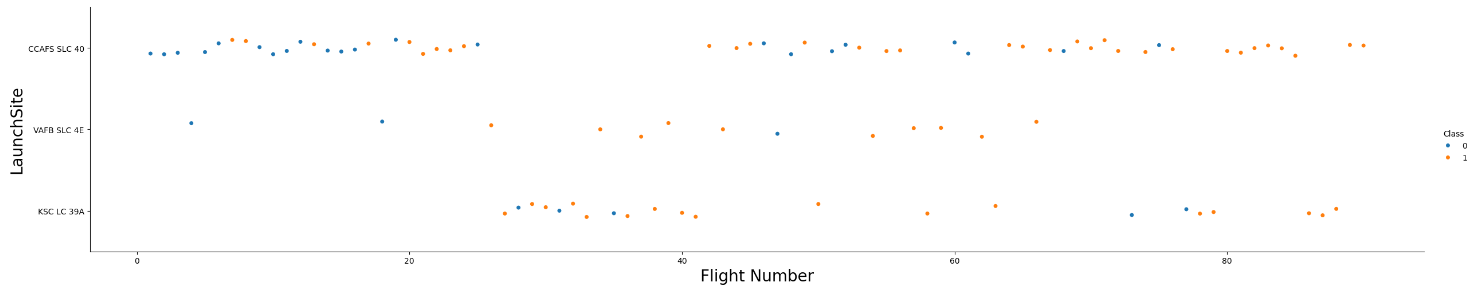 LaunchSite
CCAFS SLC 40
VAFB SLC 4E
KSC LC 39A
0 20 40 60 80
Flight Number
Class
0
1